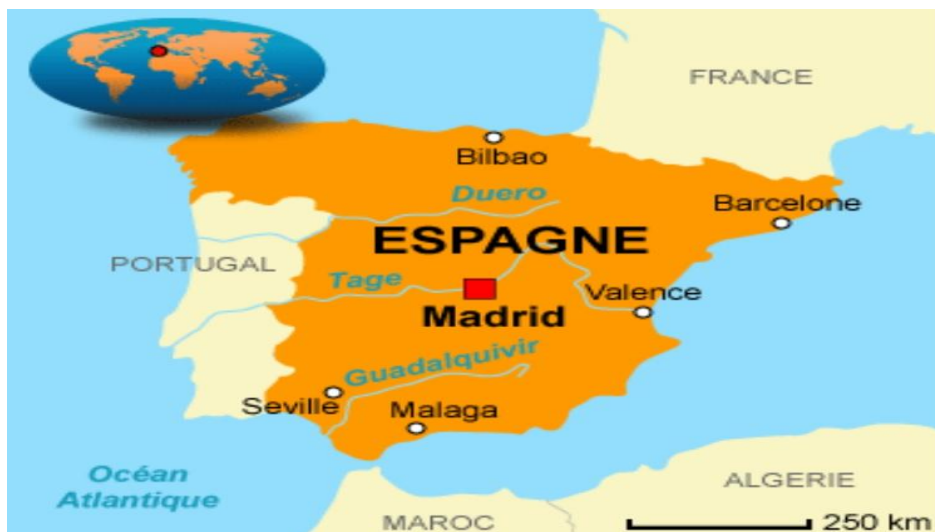 FRANCE
Bilbao
Duero
Barcelone
ESPAGNE
PORTUGAL
Tage
Valence
Madrid
Guadalquivir
Seville
Malaga
Océan
Atlantique
ALGERIE
MAROC
250 km